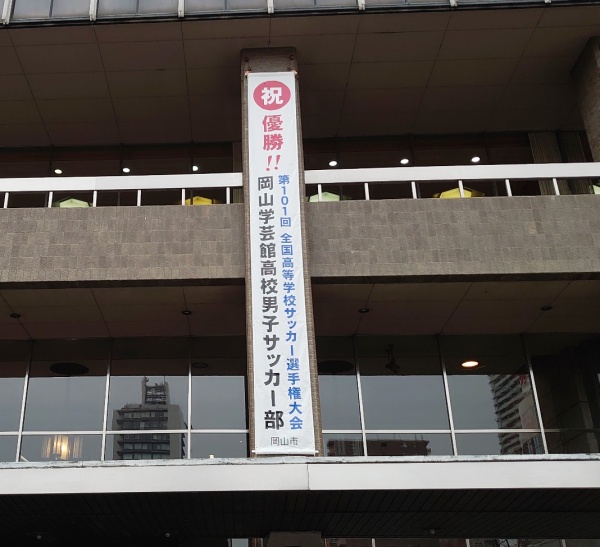 祝
優勝!!
第101回 全国高等学校サッカー選手権大会
岡山学芸館高校男子サッカー部
岡山市